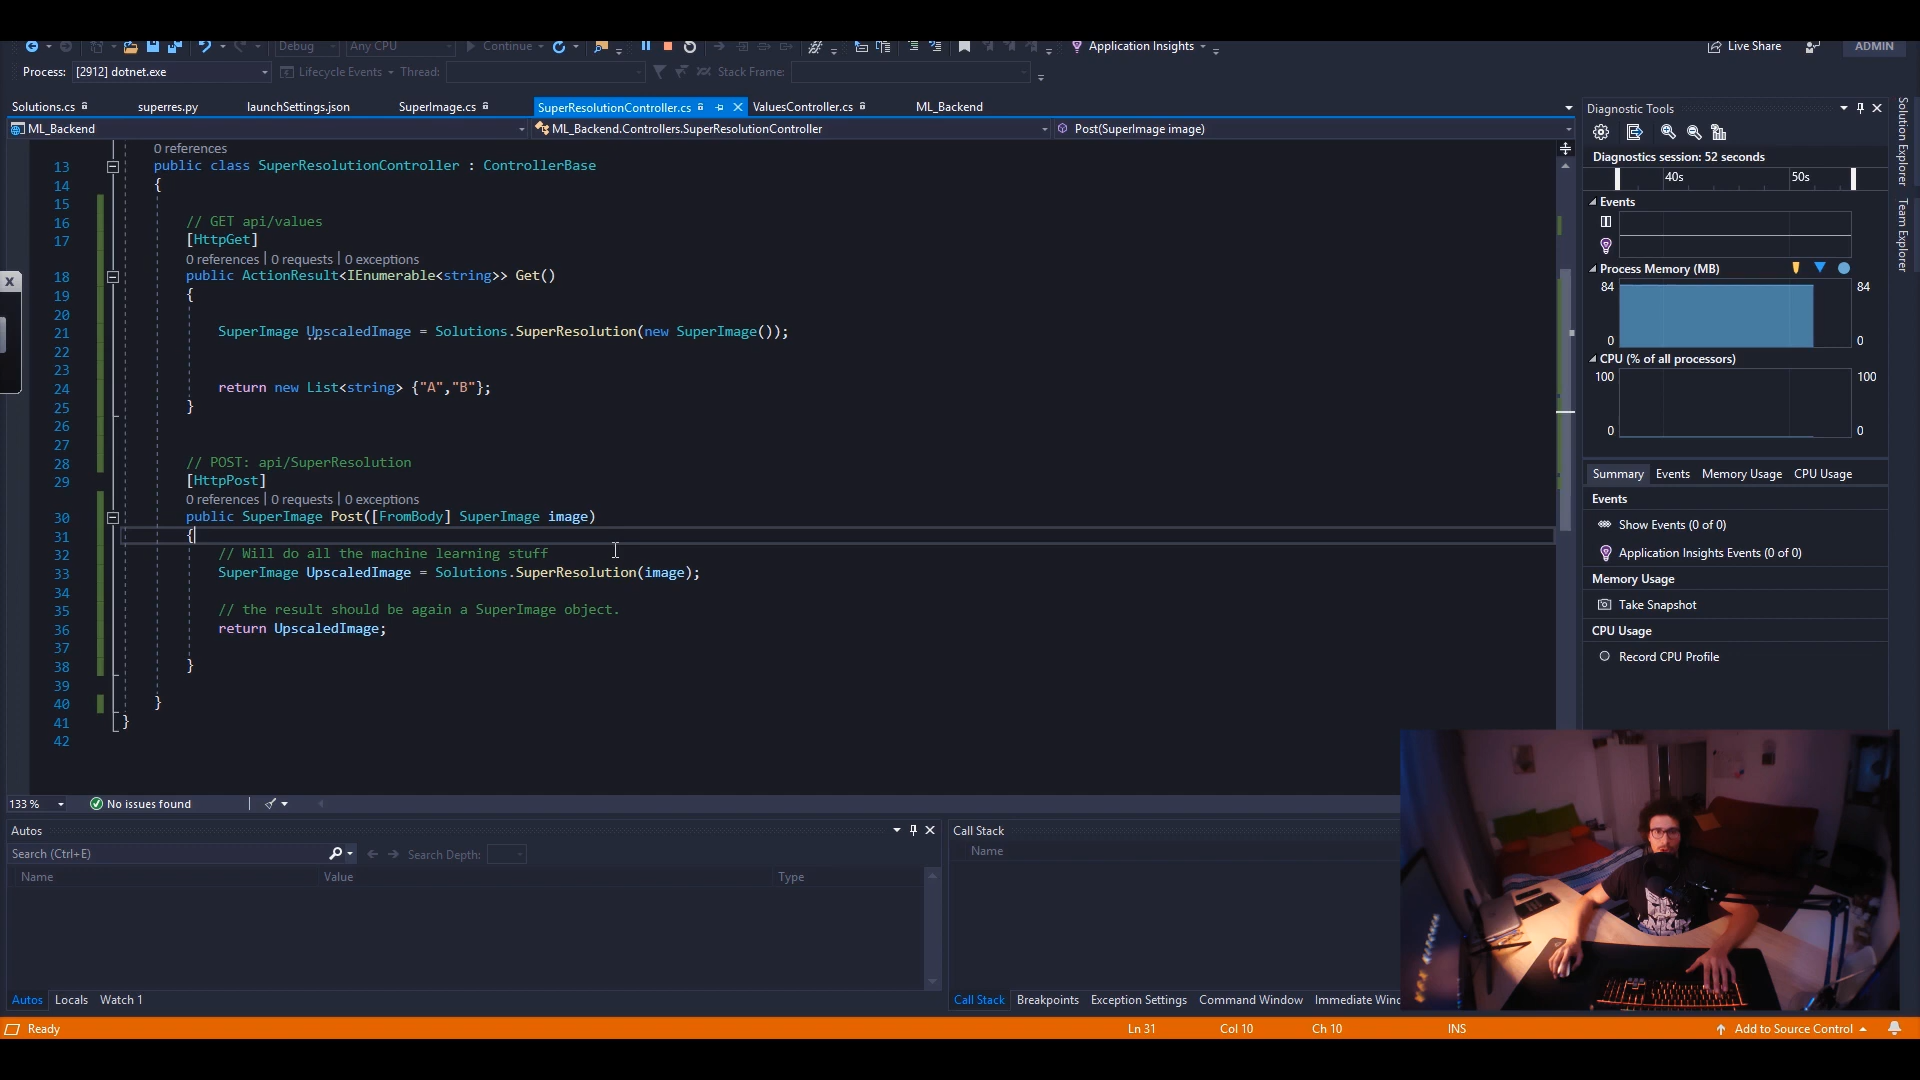 Debug Any CPU Continue Application Insights Live Share ADMIN
Process: [2912] dotnet.exe Lifecycle Events Thread: Stack Frame:
Solutions.cs superres.py launchSettings.json SuperImage.cs SuperResolutionController.cs ValuesController.cs ML_Backend
ML_Backend ML_Backend.Controllers.SuperResolutionController Post(SuperImage image)
0 references
13 public class SuperResolutionController : ControllerBase
14 {
15
16 // GET api/values
17 [HttpGet]
0 references | 0 requests | 0 exceptions
18 public ActionResult<IEnumerable<string>> Get()
19 {
20
21 SuperImage UpscaledImage = Solutions.SuperResolution(new SuperImage());
22
23
24 return new List<string> {"A","B"};
25 }
26
27
28 // POST: api/SuperResolution
29 [HttpPost]
0 references | 0 requests | 0 exceptions
30 public SuperImage Post([FromBody] SuperImage image)
31 {
32 // Will do all the machine learning stuff
33 SuperImage UpscaledImage = Solutions.SuperResolution(image);
34
35 // the result should be again a SuperImage object.
36 return UpscaledImage;
37
38 }
39
40 }
41 }
42
133 % No issues found
Autos
Search (Ctrl+E) Search Depth:
Name Value Type
Autos Locals Watch 1
Call Stack
Name
Call Stack Breakpoints Exception Settings Command Window Immediate Wind
Diagnostic Tools
Diagnostics session: 52 seconds
40s 50s
Events
Process Memory (MB)
84 84
0 0
CPU (% of all processors)
100 100
0 0
Summary Events Memory Usage CPU Usage
Events
Show Events (0 of 0)
Application Insights Events (0 of 0)
Memory Usage
Take Snapshot
CPU Usage
Record CPU Profile
Solution Explorer
Team Explorer
Ready Ln 31 Col 10 Ch 10 INS Add to Source Control